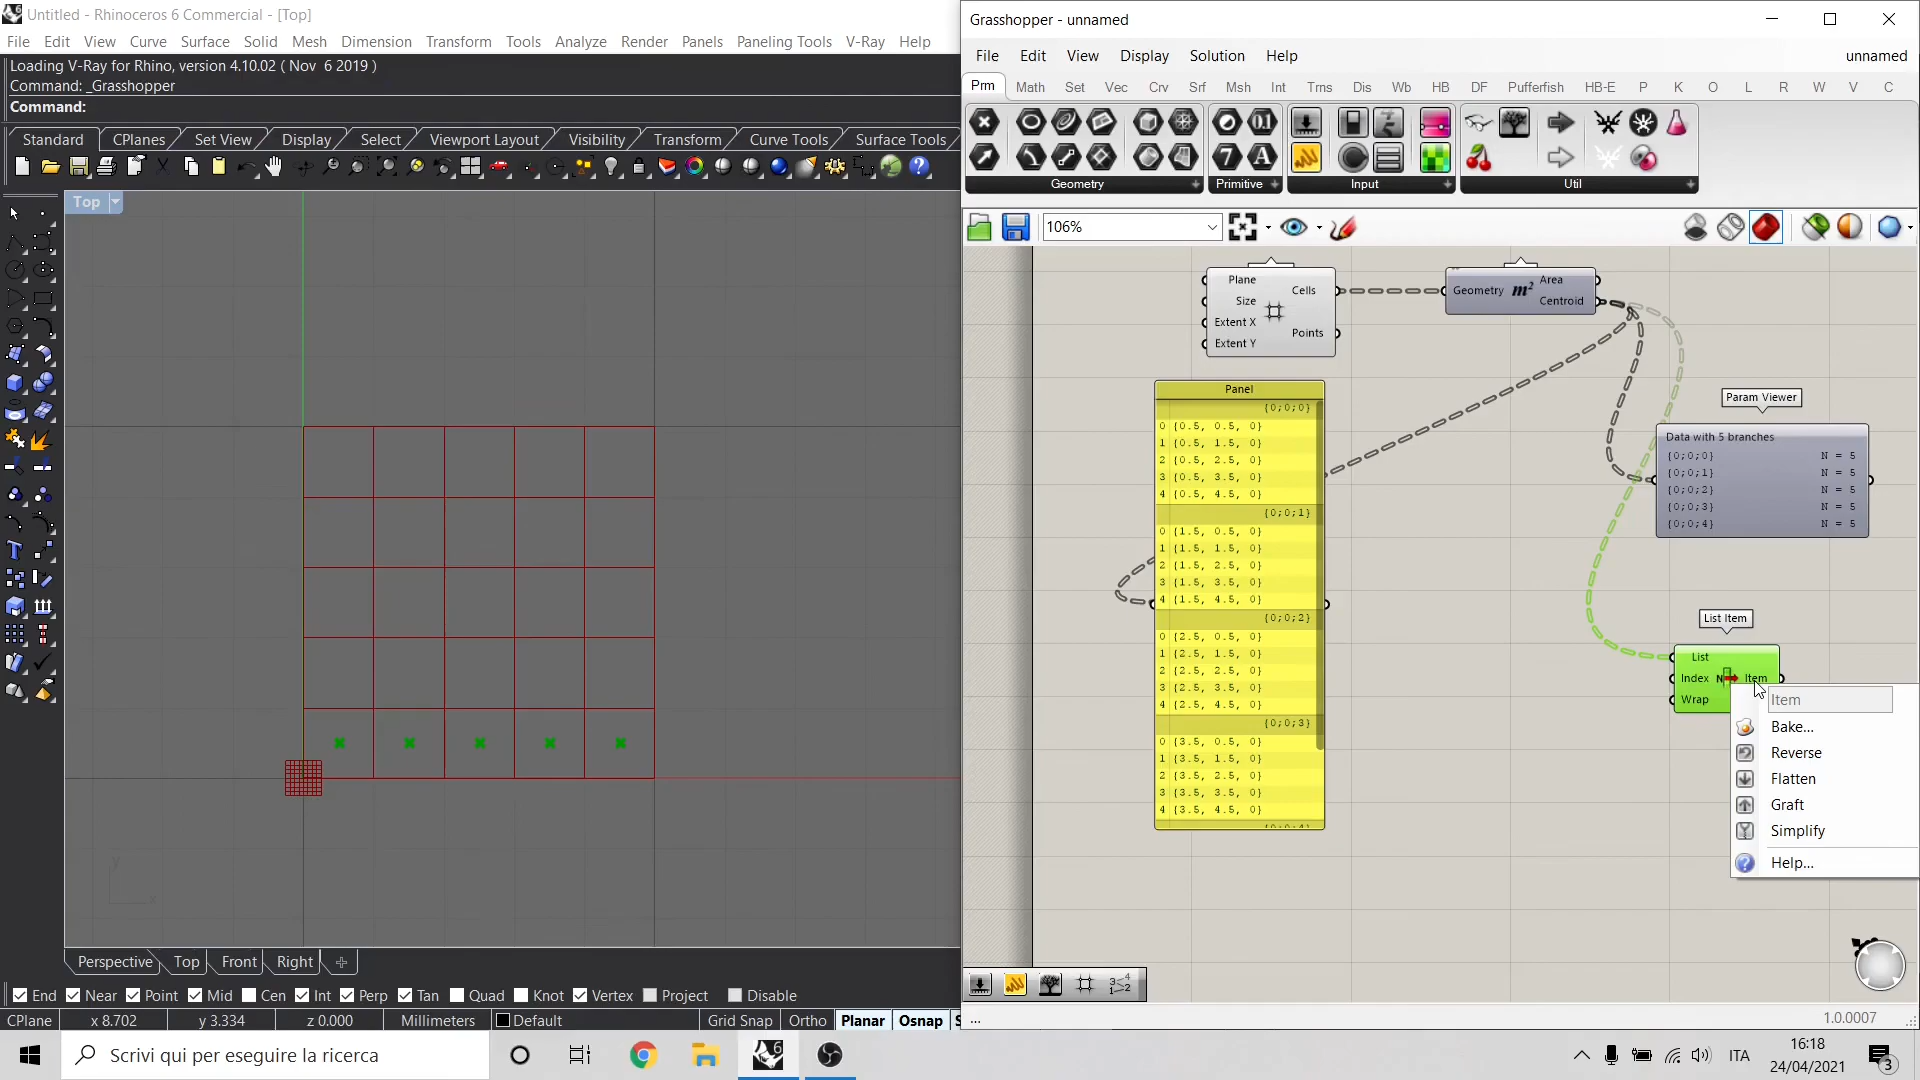 Untitled - Rhinoceros 6 Commercial - [Top]
File Edit View Curve Surface Solid Mesh Dimension Transform Tools Analyze Render Panels Paneling Tools V-Ray Help
Loading V-Ray for Rhino, version 4.10.02 ( Nov 6 2019 )
Command: _Grasshopper
Command:
Standard CPlanes Set View Display Select Viewport Layout Visibility Transform Curve Tools Surface Tools
Top
Perspective Top Front Right
End Near Point Mid Cen Int Perp Tan Quad Knot Vertex Project Disable
CPlane x 8.702 y 3.334 z 0.000 Millimeters Default Grid Snap Ortho Planar Osnap S
Grasshopper - unnamed
File Edit View Display Solution Help unnamed
Prm Math Set Vec Crv Srf Msh Int Trns Dis Wb HB DF Pufferfish HB-E P K O L R W V C
Geometry Primitive Input Util
106%
Plane
Size
Extent X
Extent Y
Cells
Points
Geometry m² Area
Centroid
Panel
{0;0;0}
0 {0.5, 0.5, 0}
1 {0.5, 1.5, 0}
2 {0.5, 2.5, 0}
3 {0.5, 3.5, 0}
4 {0.5, 4.5, 0}
{0;0;1}
0 {1.5, 0.5, 0}
1 {1.5, 1.5, 0}
2 {1.5, 2.5, 0}
3 {1.5, 3.5, 0}
4 {1.5, 4.5, 0}
{0;0;2}
0 {2.5, 0.5, 0}
1 {2.5, 1.5, 0}
2 {2.5, 2.5, 0}
3 {2.5, 3.5, 0}
4 {2.5, 4.5, 0}
{0;0;3}
0 {3.5, 0.5, 0}
1 {3.5, 1.5, 0}
2 {3.5, 2.5, 0}
3 {3.5, 3.5, 0}
4 {3.5, 4.5, 0}
{0;0;4}
Param Viewer
Data with 5 branches
{0;0;0} N = 5
{0;0;1} N = 5
{0;0;2} N = 5
{0;0;3} N = 5
{0;0;4} N = 5
List Item
List
Index Item
Wrap
Item
Bake...
Reverse
Flatten
Graft
Simplify
Help...
...
1.0.0007
Scrivi qui per eseguire la ricerca
ITA
16:18
24/04/2021
3